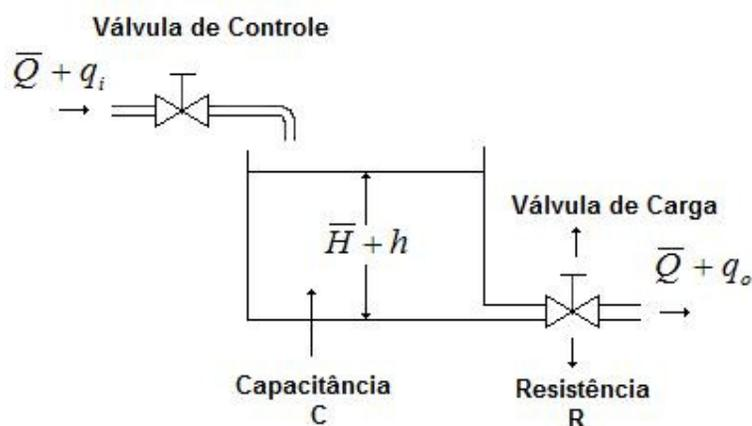 Válvula de Controle
Q̅ + qᵢ
Válvula de Carga
H̅ + h
Q̅ + qₒ
Capacitância
C
Resistência
R